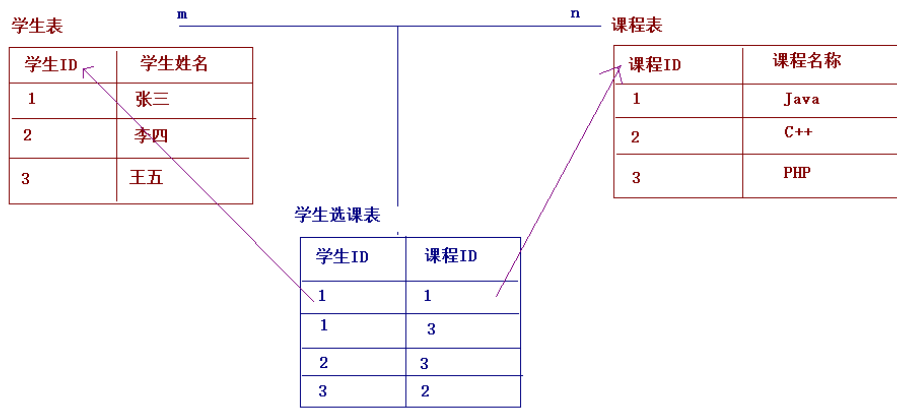 m n
学生表 课程表
学生ID 学生姓名 课程ID 课程名称
1 张三 1 Java
2 李四 2 C++
3 王五 3 PHP
学生选课表
学生ID 课程ID
1 1
1 3
2 3
3 2